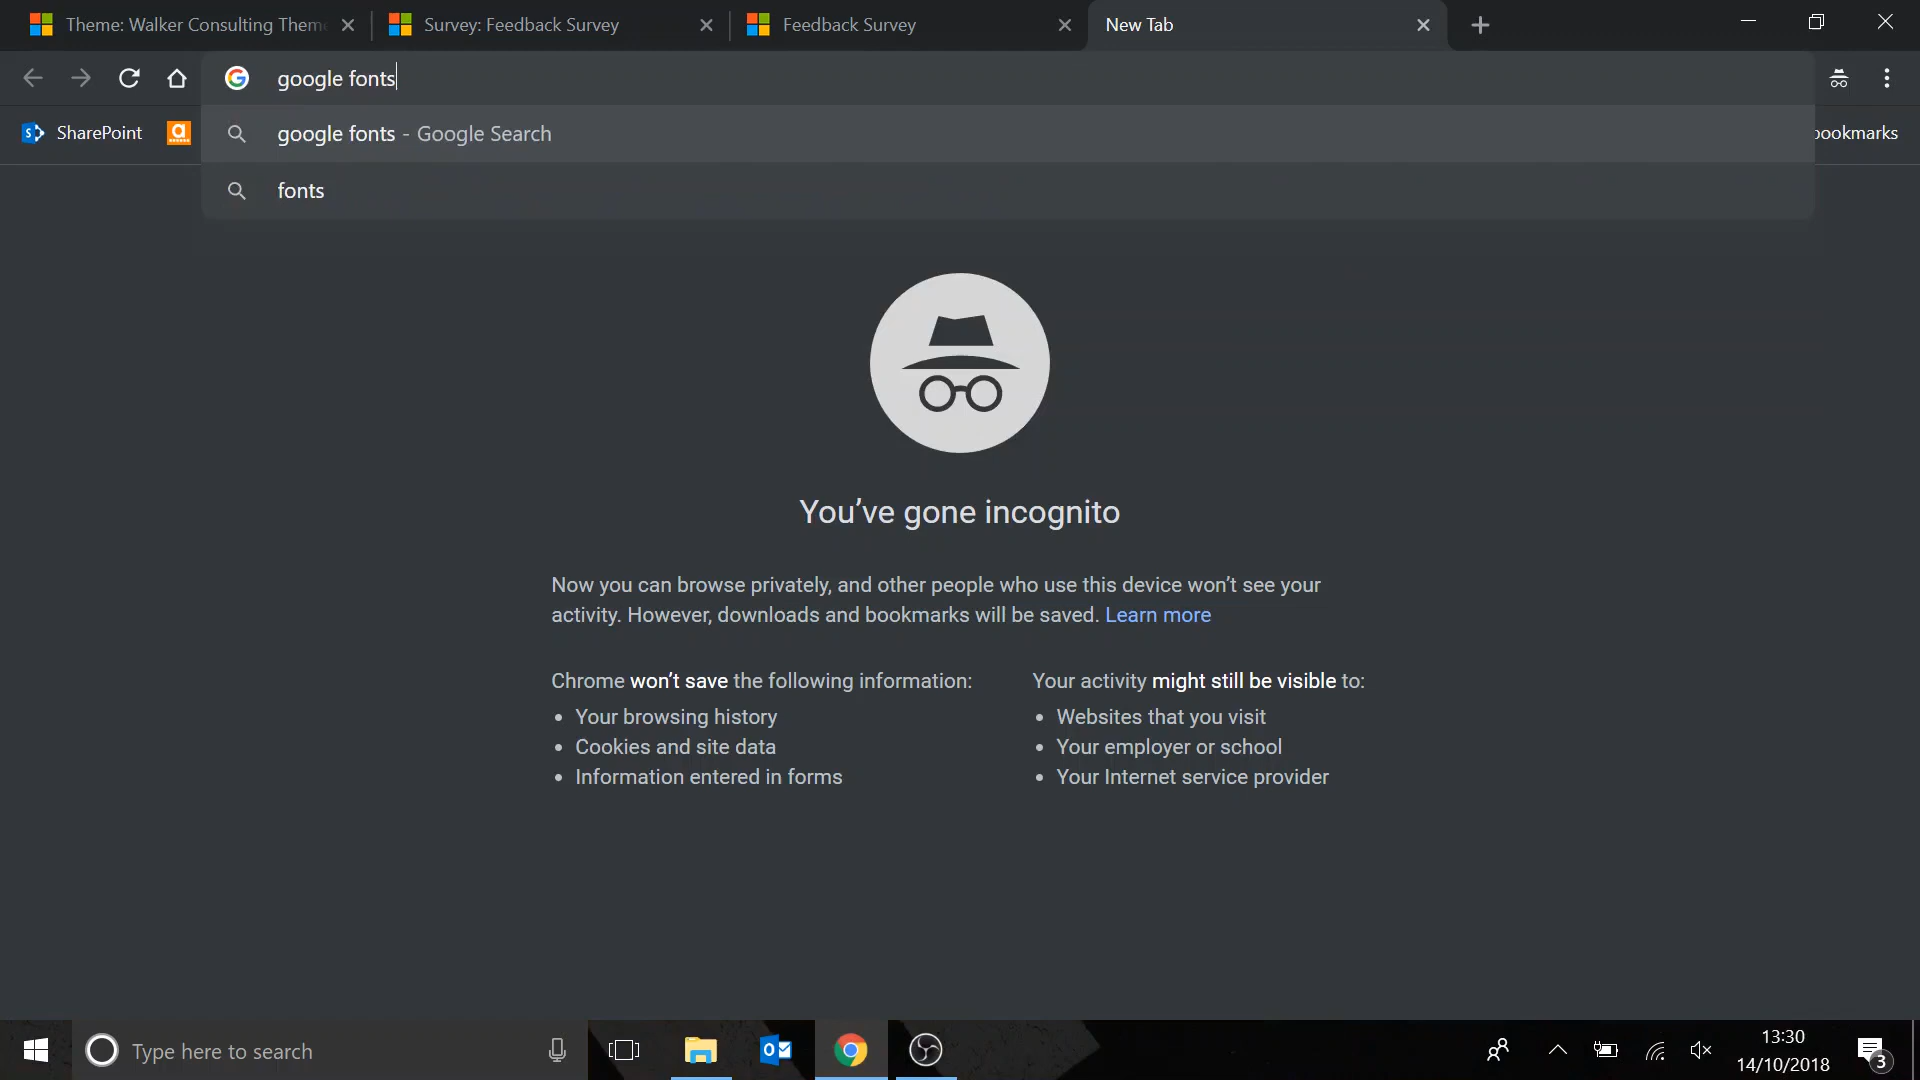 Theme: Walker Consulting Theme
Survey: Feedback Survey
Feedback Survey
New Tab
google fonts
SharePoint
a
bookmarks
google fonts - Google Search
fonts
You've gone incognito
Now you can browse privately, and other people who use this device won't see your
activity. However, downloads and bookmarks will be saved. Learn more
Chrome won't save the following information:
• Your browsing history
• Cookies and site data
• Information entered in forms
Your activity might still be visible to:
• Websites that you visit
• Your employer or school
• Your Internet service provider
Type here to search
13:30
14/10/2018
3